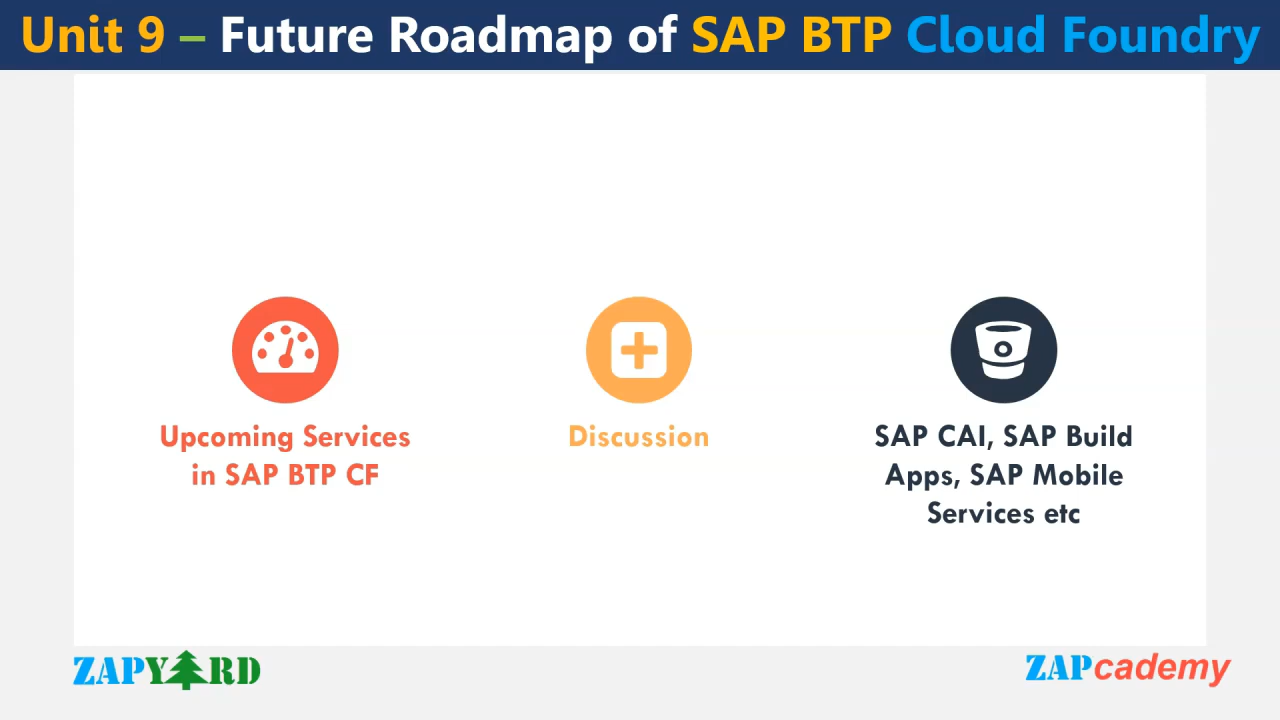 Unit 9 – Future Roadmap of SAP BTP Cloud Foundry
Upcoming Services
in SAP BTP CF
Discussion
SAP CAI, SAP Build
Apps, SAP Mobile
Services etc
ZAPYARD
ZAPcademy